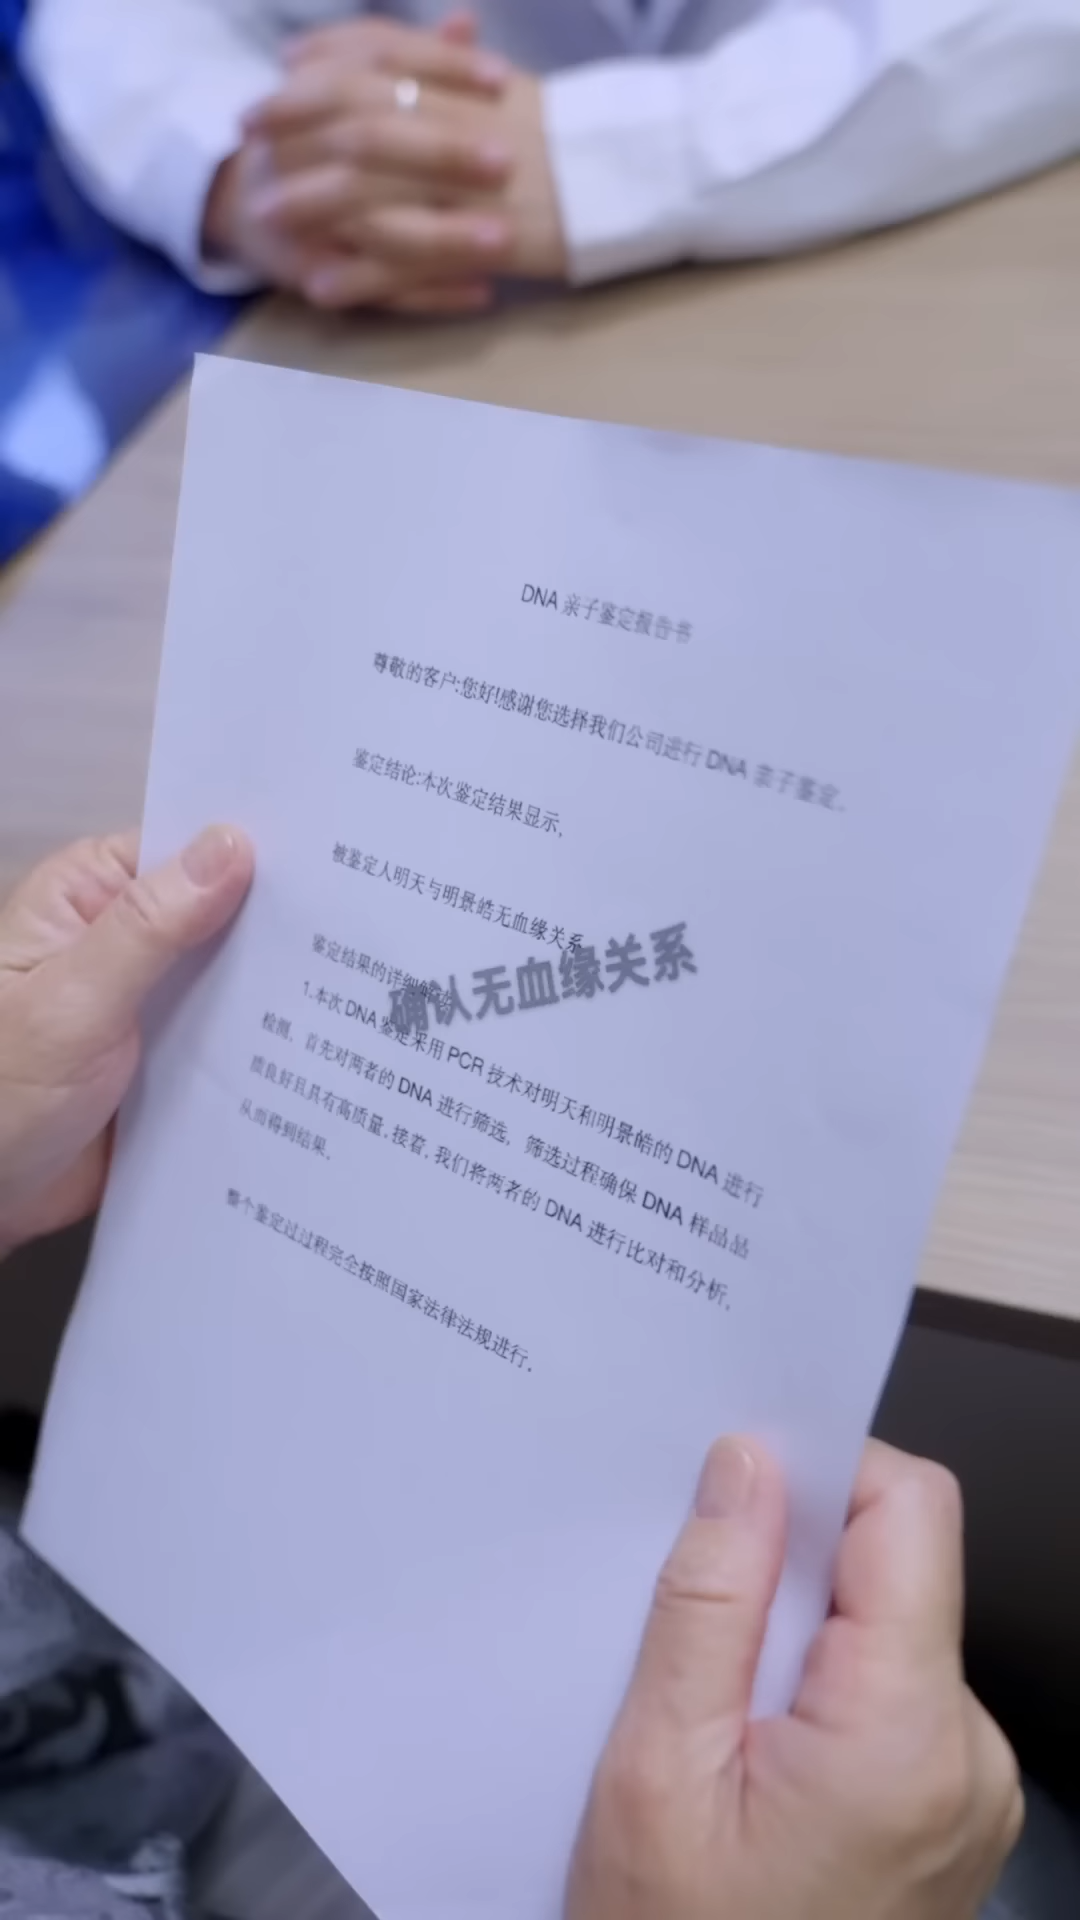 DNA 亲子鉴定报告书
尊敬的客户:您好!感谢您选择我们公司进行 DNA 亲子鉴定。
鉴定结论:本次鉴定结果显示,
被鉴定人明天与明景皓无血缘关系
确认无血缘关系
鉴定结果的详细解
1.本次 DNA 鉴定采用 PCR 技术对明天和明景皓的 DNA 进行
检测，首先对两者的 DNA 进行筛选，筛选过程确保 DNA 样品品
质良好且具有高质量,接着,我们将两者的 DNA 进行比对和分析,
从而得到结果。
整个鉴定过过程完全按照国家法律法规进行。